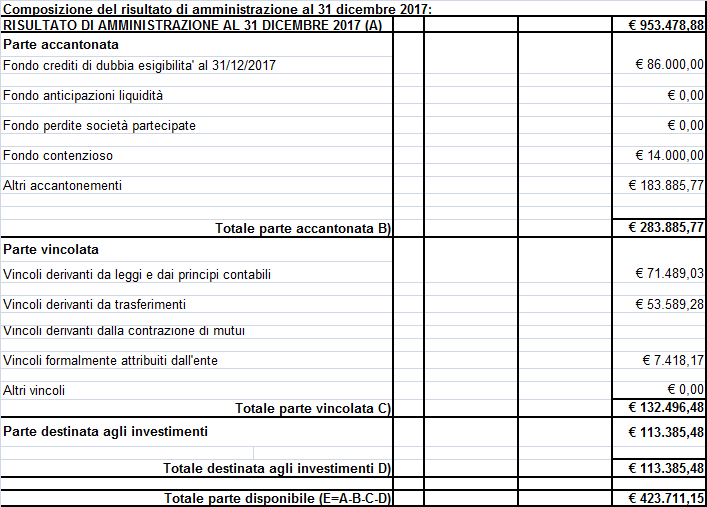 Composizione del risultato di amministrazione al 31 dicembre 2017:
RISULTATO DI AMMINISTRAZIONE AL 31 DICEMBRE 2017 (A) € 953.478,88
Parte accantonata
Fondo crediti di dubbia esigibilita' al 31/12/2017 € 86.000,00
Fondo anticipazioni liquidità € 0,00
Fondo perdite società partecipate € 0,00
Fondo contenzioso € 14.000,00
Altri accantonementi € 183.885,77
Totale parte accantonata B) € 283.885,77
Parte vincolata
Vincoli derivanti da leggi e dai principi contabili € 71.489,03
Vincoli derivanti da trasferimenti € 53.589,28
Vincoli derivanti dalla contrazione di mutui
Vincoli formalmente attribuiti dall'ente € 7.418,17
Altri vincoli € 0,00
Totale parte vincolata C) € 132.496,48
Parte destinata agli investimenti € 113.385,48
Totale destinata agli investimenti D) € 113.385,48
Totale parte disponibile (E=A-B-C-D) € 423.711,15